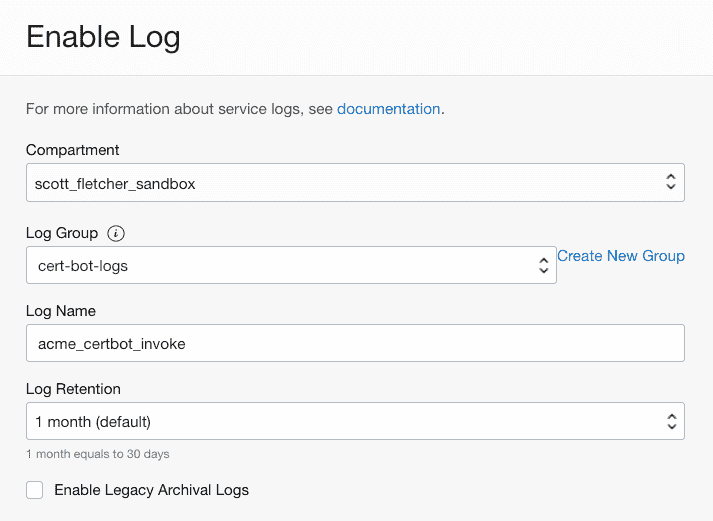 Enable Log
For more information about service logs, see documentation.
Compartment
scott_fletcher_sandbox
Log Group i
cert-bot-logs
Create New Group
Log Name
acme_certbot_invoke
Log Retention
1 month (default)
1 month equals to 30 days
Enable Legacy Archival Logs